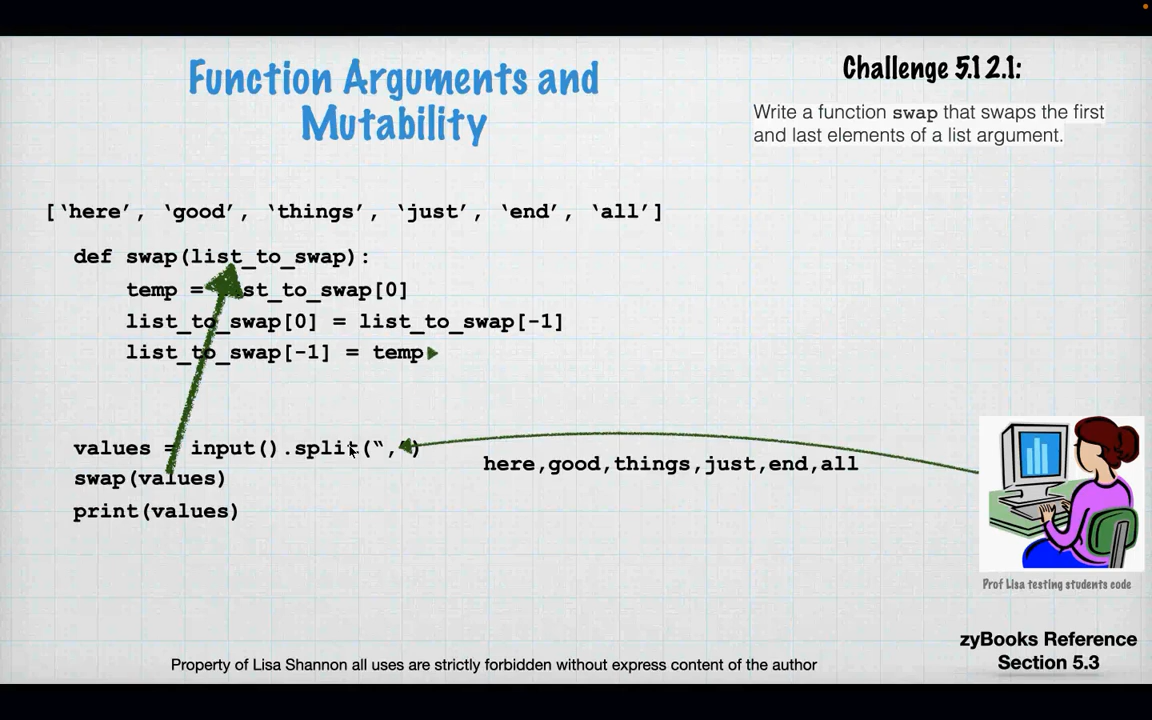 Function Arguments and
Mutability
Challenge 5.12.1:
Write a function swap that swaps the first
and last elements of a list argument.
[‘here’, ‘good’, ‘things’, ‘just’, ‘end’, ‘all’]
def swap(list_to_swap):
temp = list_to_swap[0]
list_to_swap[0] = list_to_swap[-1]
list_to_swap[-1] = temp
values = input().split(“,”)
here,good,things,just,end,all
swap(values)
print(values)
Prof Lisa testing students code
zyBooks Reference
Section 5.3
Property of Lisa Shannon all uses are strictly forbidden without express content of the author